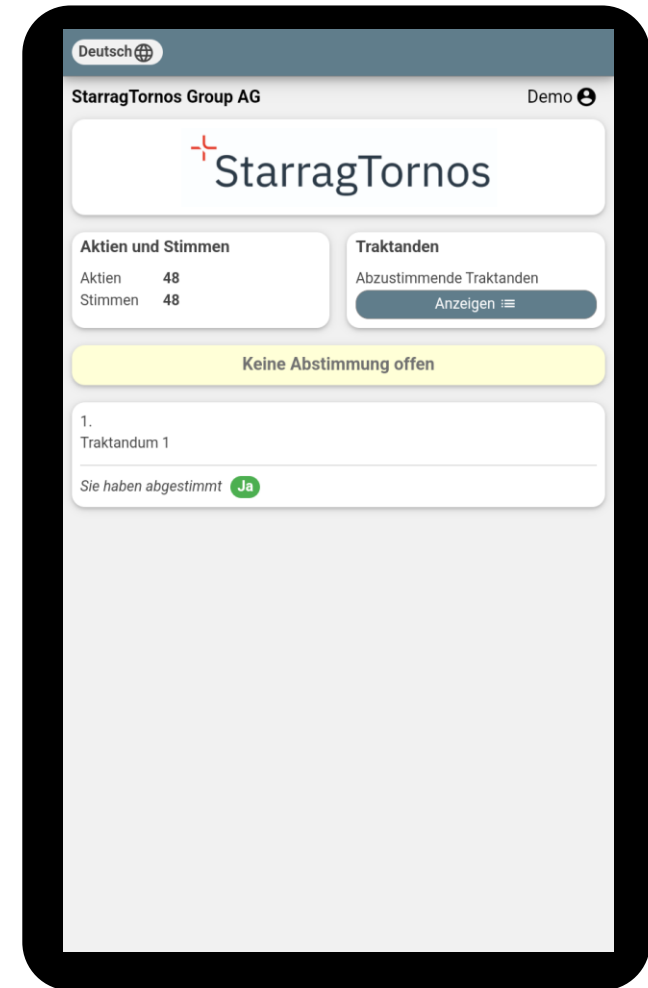 Deutsch
StarragTornos Group AG
Demo
StarragTornos
Aktien und Stimmen
Aktien 48
Stimmen 48
Traktanden
Abzustimmende Traktanden
Anzeigen
Keine Abstimmung offen
1.
Traktandum 1
Sie haben abgestimmt Ja